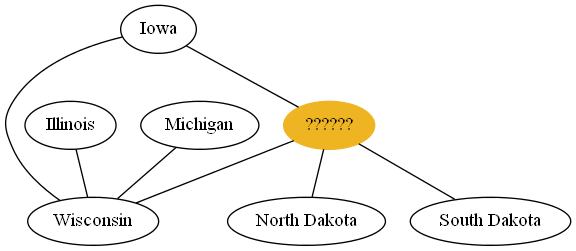 Iowa
Illinois
Michigan
??????
Wisconsin
North Dakota
South Dakota